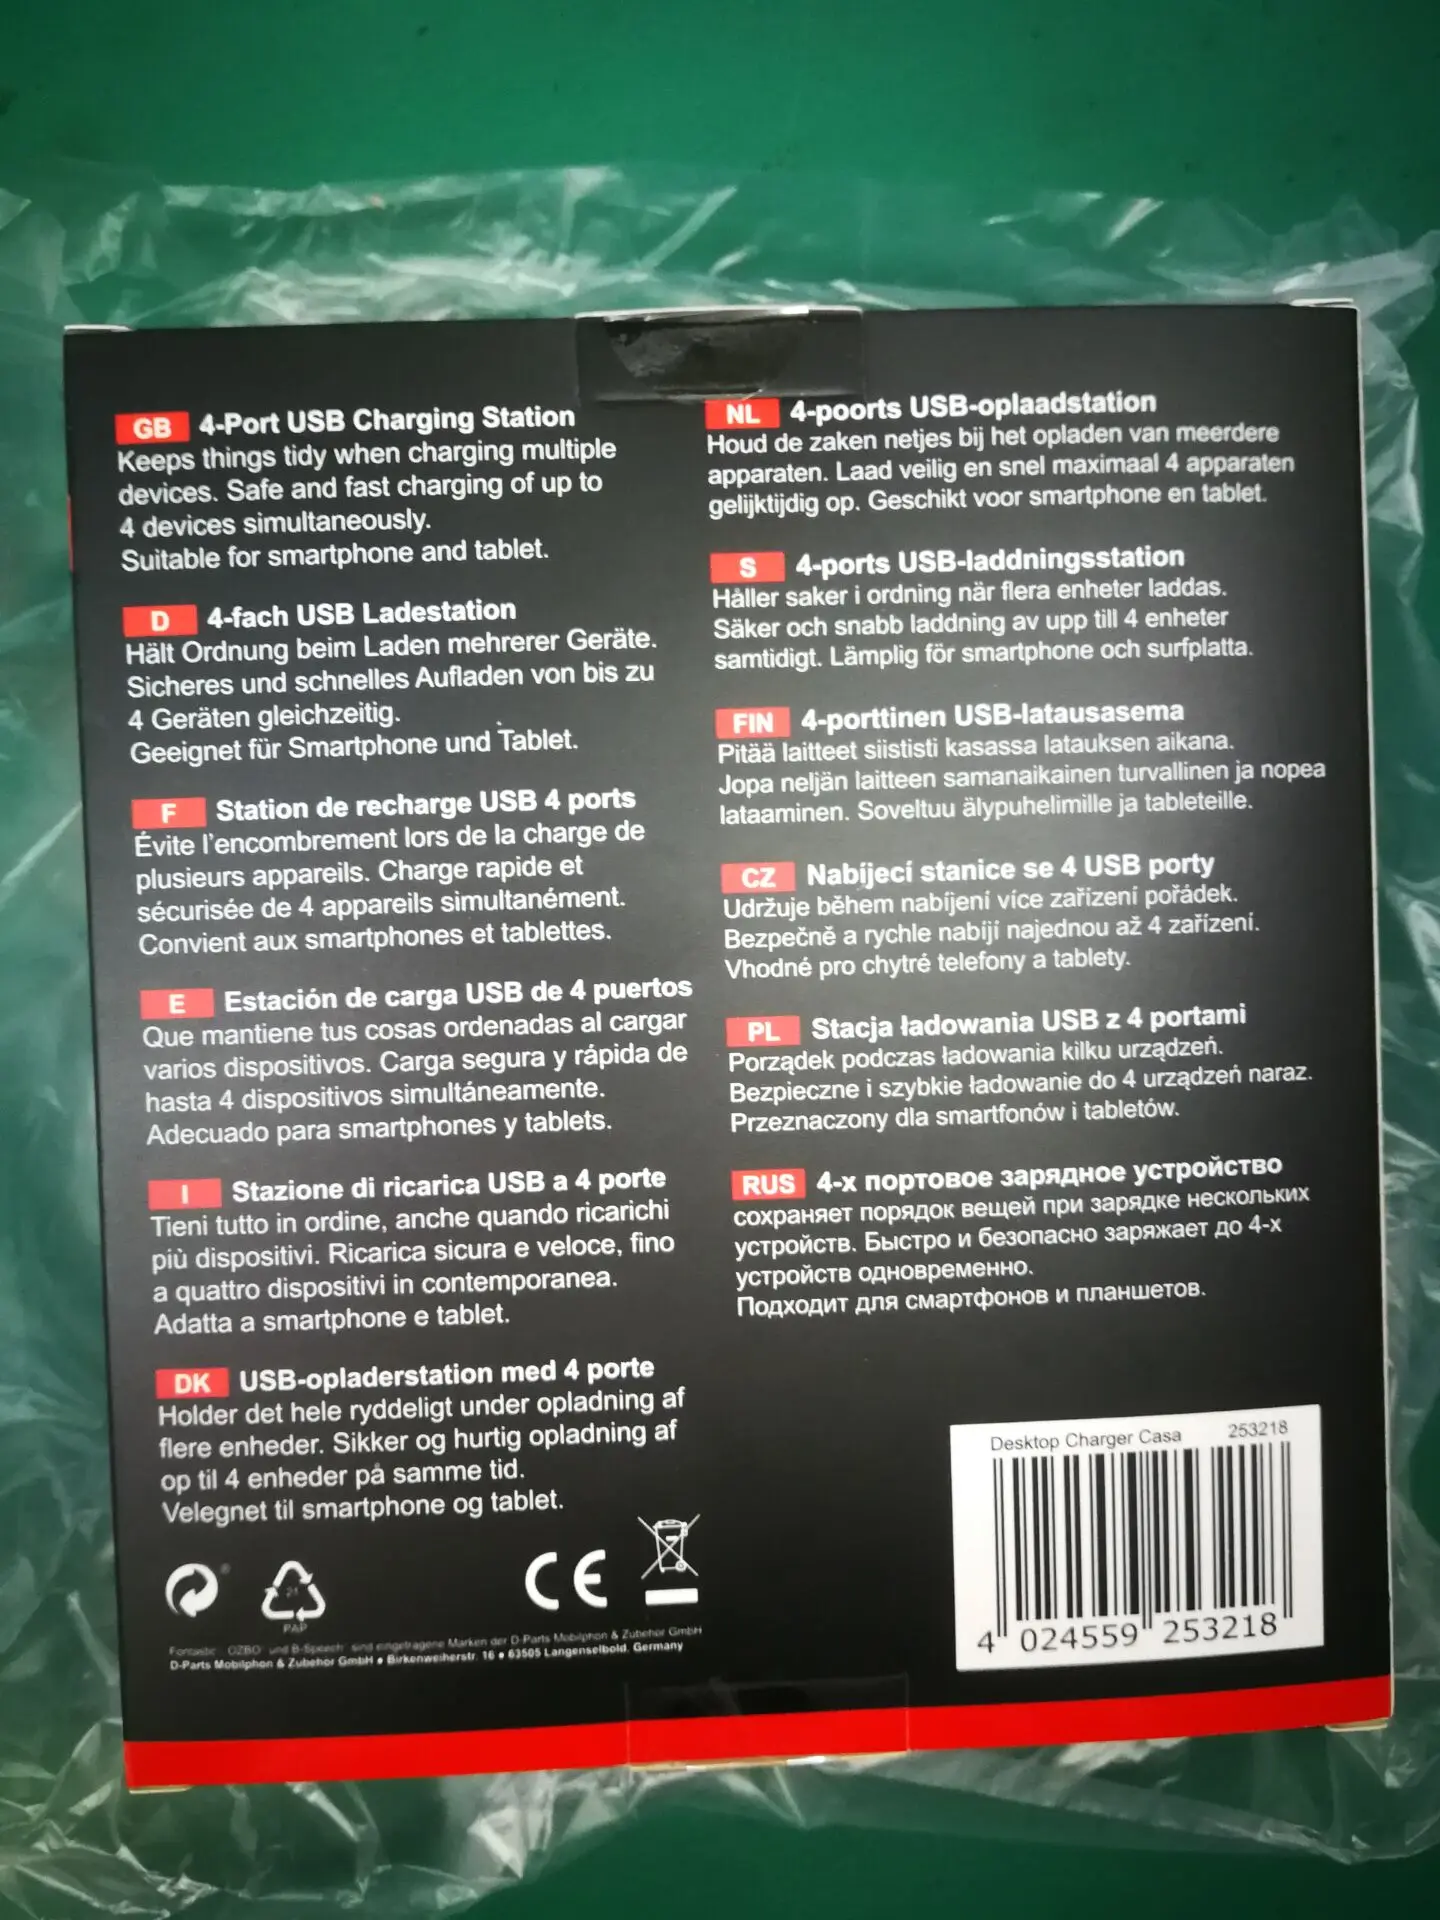 GB 4-Port USB Charging Station
Keeps things tidy when charging multiple
devices. Safe and fast charging of up to
4 devices simultaneously.
Suitable for smartphone and tablet.
D 4-fach USB Ladestation
Hält Ordnung beim Laden mehrerer Geräte.
Sicheres und schnelles Aufladen von bis zu
4 Geräten gleichzeitig.
Geeignet für Smartphone und Tablet.
F Station de recharge USB 4 ports
Évite l'encombrement lors de la charge de
plusieurs appareils. Charge rapide et
sécurisée de 4 appareils simultanément.
Convient aux smartphones et tablettes.
E Estación de carga USB de 4 puertos
Que mantiene tus cosas ordenadas al cargar
varios dispositivos. Carga segura y rápida de
hasta 4 dispositivos simultáneamente.
Adecuado para smartphones y tablets.
I Stazione di ricarica USB a 4 porte
Tieni tutto in ordine, anche quando ricarichi
più dispositivi. Ricarica sicura e veloce, fino
a quattro dispositivi in contemporanea.
Adatta a smartphone e tablet.
DK USB-opladerstation med 4 porte
Holder det hele ryddeligt under opladning af
flere enheder. Sikker og hurtig opladning af
op til 4 enheder på samme tid.
Velegnet til smartphone og tablet.
21
PAP
CE
Fontastic OZBO und B-Speech sind eingetragene Marken der D-Parts Mobilphon & Zubehör GmbH
D-Parts Mobilphon & Zubehör GmbH • Birkenweiherstr. 16 • 63505 Langenselbold, Germany
NL 4-poorts USB-oplaadstation
Houd de zaken netjes bij het opladen van meerdere
apparaten. Laad veilig en snel maximaal 4 apparaten
gelijktijdig op. Geschikt voor smartphone en tablet.
S 4-ports USB-laddningsstation
Håller saker i ordning när flera enheter laddas.
Säker och snabb laddning av upp till 4 enheter
samtidigt. Lämplig för smartphone och surfplatta.
FIN 4-porttinen USB-latausasema
Pitää laitteet siististi kasassa latauksen aikana.
Jopa neljän laitteen samanaikainen turvallinen ja nopea
lataaminen. Soveltuu älypuhelimille ja tableteille.
CZ Nabíjecí stanice se 4 USB porty
Udržuje během nabíjení více zařízení pořádek.
Bezpečně a rychle nabíjí najednou až 4 zařízení.
Vhodné pro chytré telefony a tablety.
PL Stacja ładowania USB z 4 portami
Porządek podczas ładowania kilku urządzeń.
Bezpieczne i szybkie ładowanie do 4 urządzeń naraz.
Przeznaczony dla smartfonów i tabletów.
RUS 4-х портовое зарядное устройство
сохраняет порядок вещей при зарядке нескольких
устройств. Быстро и безопасно заряжает до 4-х
устройств одновременно.
Подходит для смартфонов и планшетов.
Desktop Charger Casa 253218
4 024559 253218